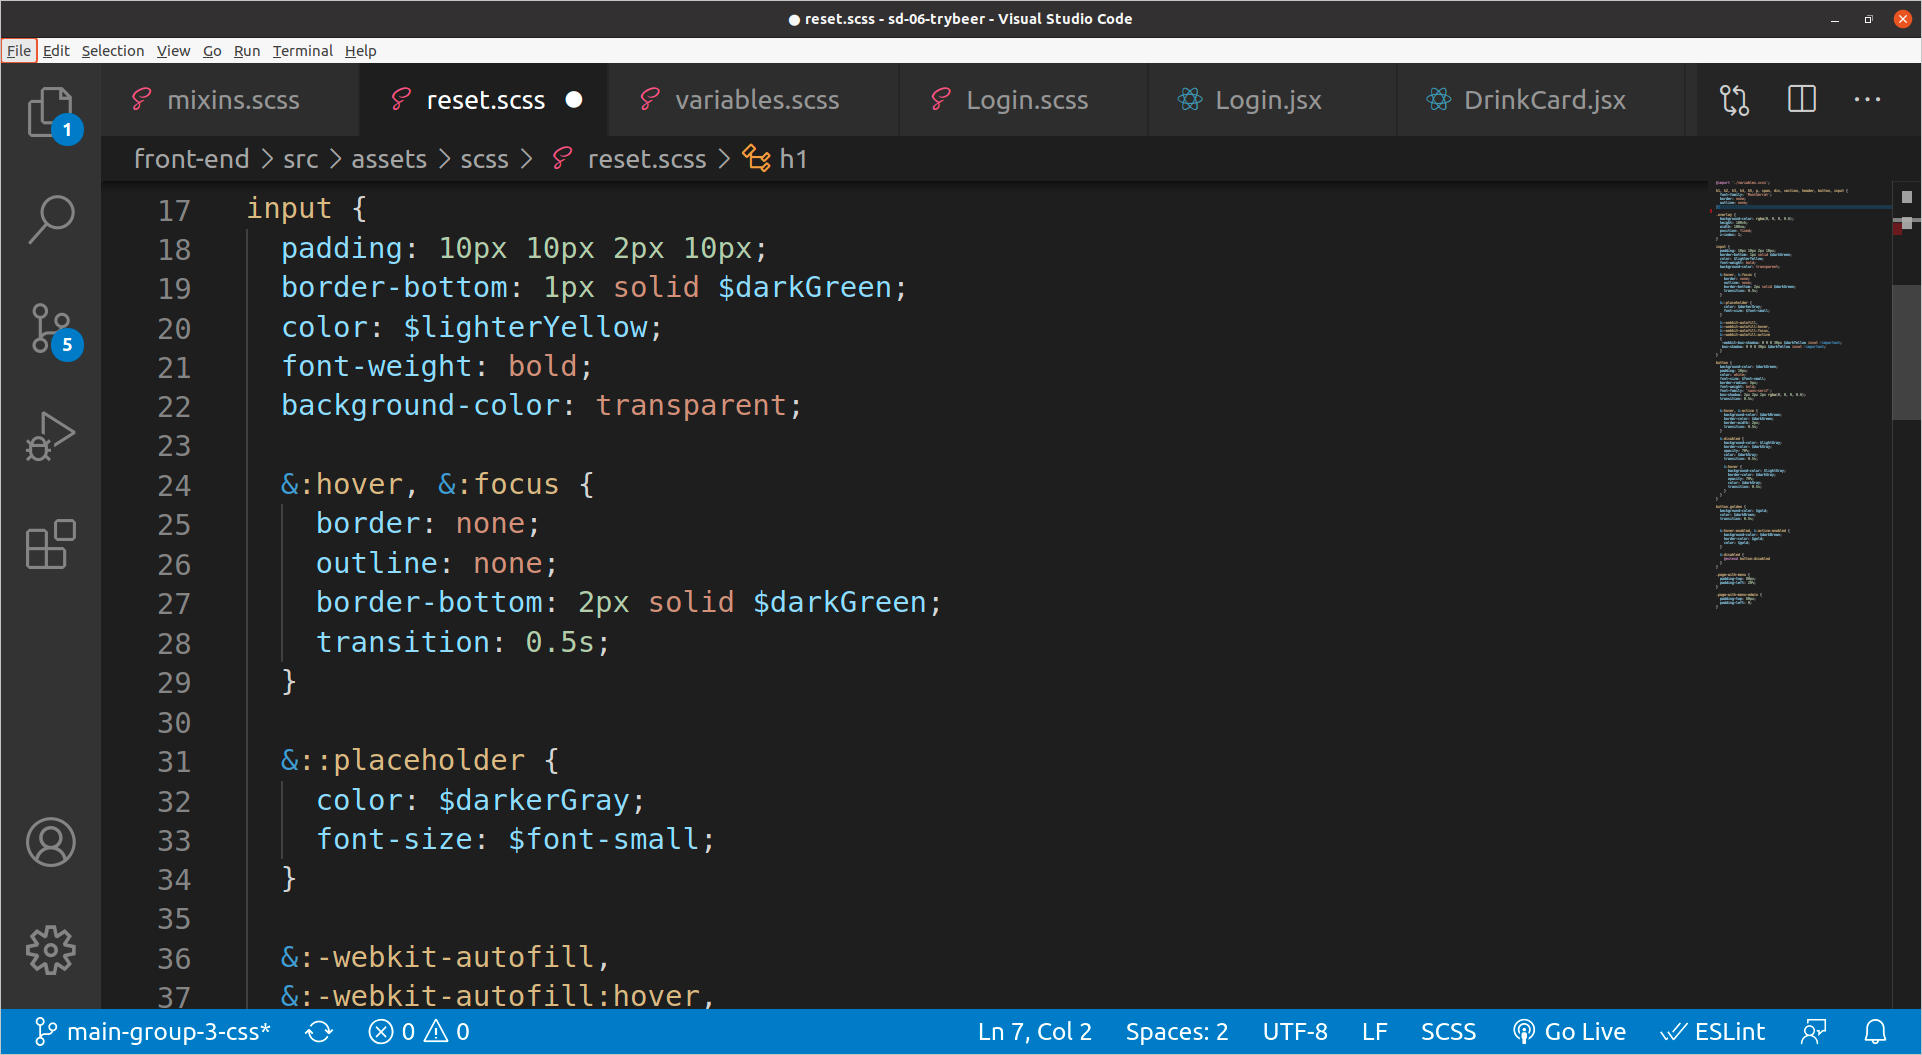 ● reset.scss - sd-06-trybeer - Visual Studio Code
File Edit Selection View Go Run Terminal Help
mixins.scss reset.scss ● variables.scss Login.scss Login.jsx DrinkCard.jsx ...
1
front-end > src > assets > scss > reset.scss > h1
17 input {
18 padding: 10px 10px 2px 10px;
19 border-bottom: 1px solid $darkGreen;
20 color: $lighterYellow;
21 font-weight: bold;
22 background-color: transparent;
23
24 &:hover, &:focus {
25 border: none;
26 outline: none;
27 border-bottom: 2px solid $darkGreen;
28 transition: 0.5s;
29 }
30
31 &::placeholder {
32 color: $darkerGray;
33 font-size: $font-small;
34 }
35
36 &:-webkit-autofill,
37 &:-webkit-autofill:hover,
5
main-group-3-css* 0 0 Ln 7, Col 2 Spaces: 2 UTF-8 LF SCSS Go Live ESLint